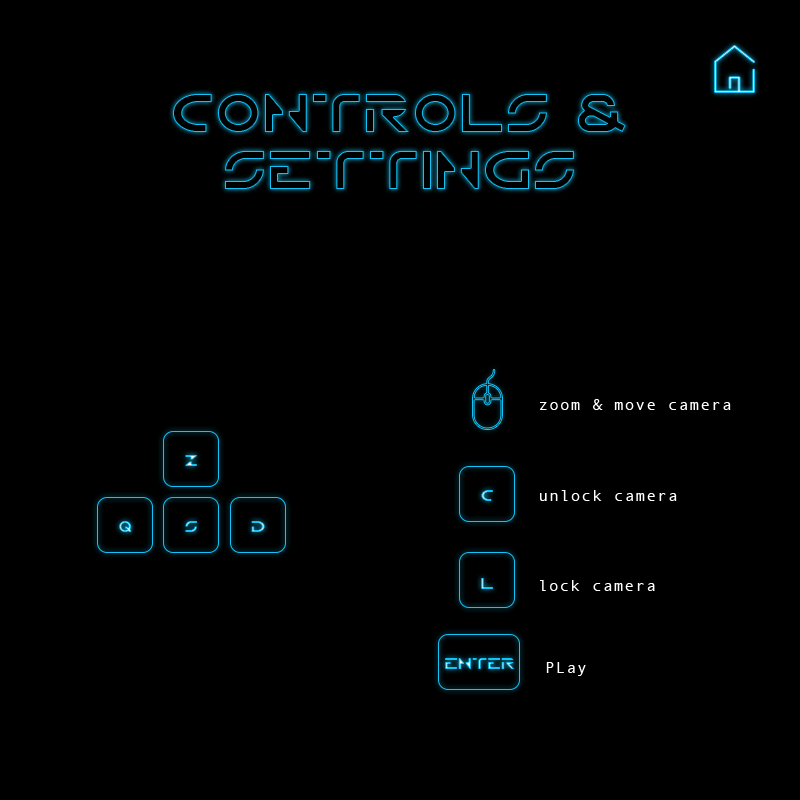 CONTROLS &
SETTINGS
zoom & move camera
Z
Q S D
C unlock camera
L lock camera
ENTER PLay